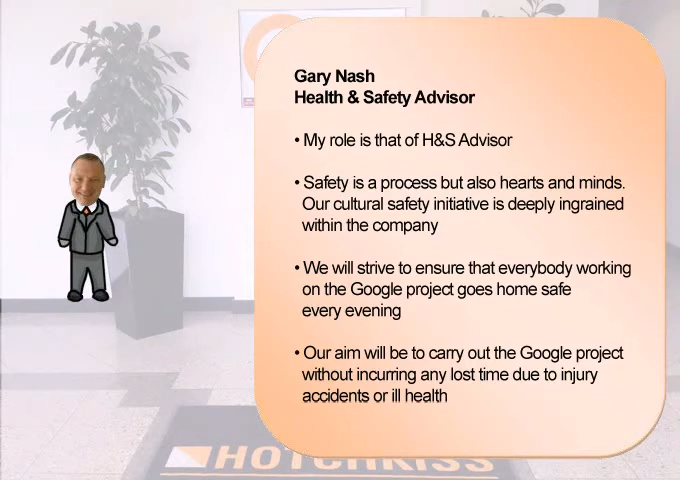 Gary Nash
Health & Safety Advisor
• My role is that of H&S Advisor
• Safety is a process but also hearts and minds.
Our cultural safety initiative is deeply ingrained
within the company
• We will strive to ensure that everybody working
on the Google project goes home safe
every evening
• Our aim will be to carry out the Google project
without incurring any lost time due to injury
accidents or ill health
HOTCHKISS